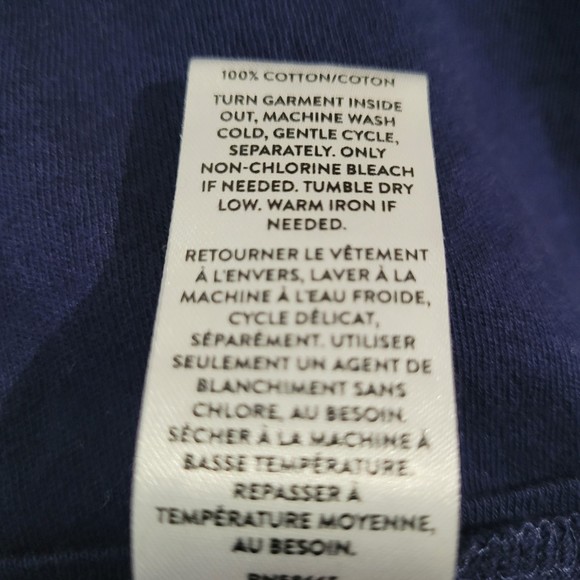 100% COTTON/COTON
TURN GARMENT INSIDE
OUT, MACHINE WASH
COLD, GENTLE CYCLE,
SEPARATELY. ONLY
NON-CHLORINE BLEACH
IF NEEDED. TUMBLE DRY
LOW. WARM IRON IF
NEEDED.
RETOURNER LE VÊTEMENT
À L'ENVERS, LAVER À LA
MACHINE À L'EAU FROIDE,
CYCLE DÉLICAT,
SÉPARÉMENT. UTILISER
SEULEMENT UN AGENT DE
BLANCHIMENT SANS
CHLORE, AU BESOIN.
SÉCHER À LA MACHINE À
BASSE TEMPÉRATURE.
REPASSER À
TEMPÉRATURE MOYENNE,
AU BESOIN.